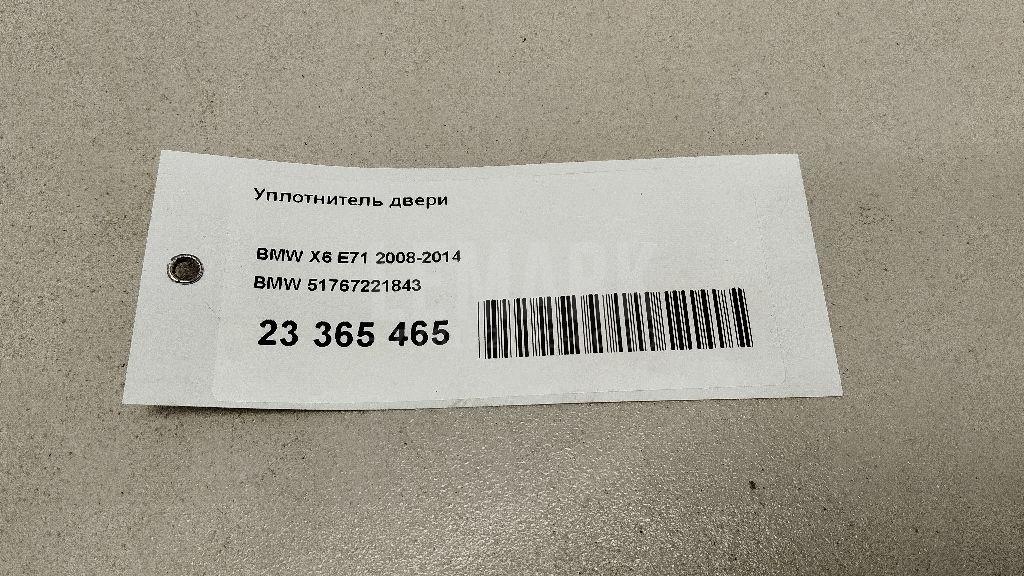 Уплотнитель двери
BMW X6 E71 2008-2014
BMW 51767221843
23 365 465